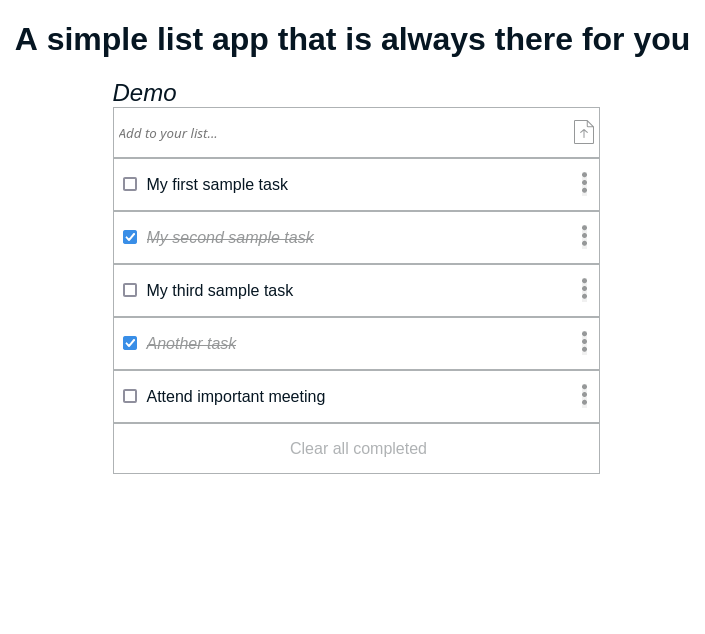 A simple list app that is always there for you
Demo
Add to your list...
My first sample task
My second sample task
My third sample task
Another task
Attend important meeting
Clear all completed